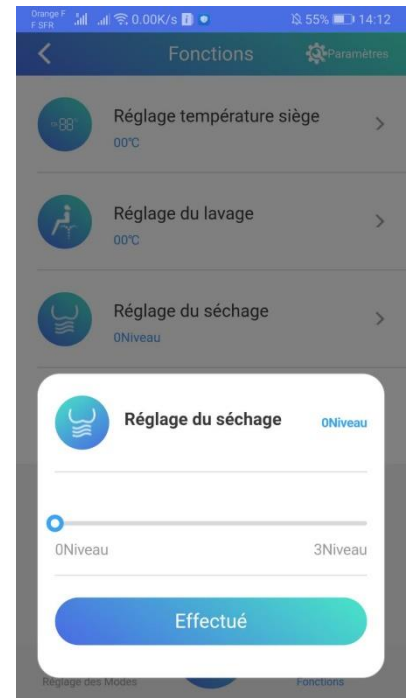 Orange F
F SFR
0.00K/s
55%
14:12
Fonctions
Paramètres
88°
Réglage température siège
00℃
Réglage du lavage
00℃
Réglage du séchage
0Niveau
Réglage du séchage
0Niveau
0Niveau
3Niveau
Effectué
Réglage des Modes
Fonctions